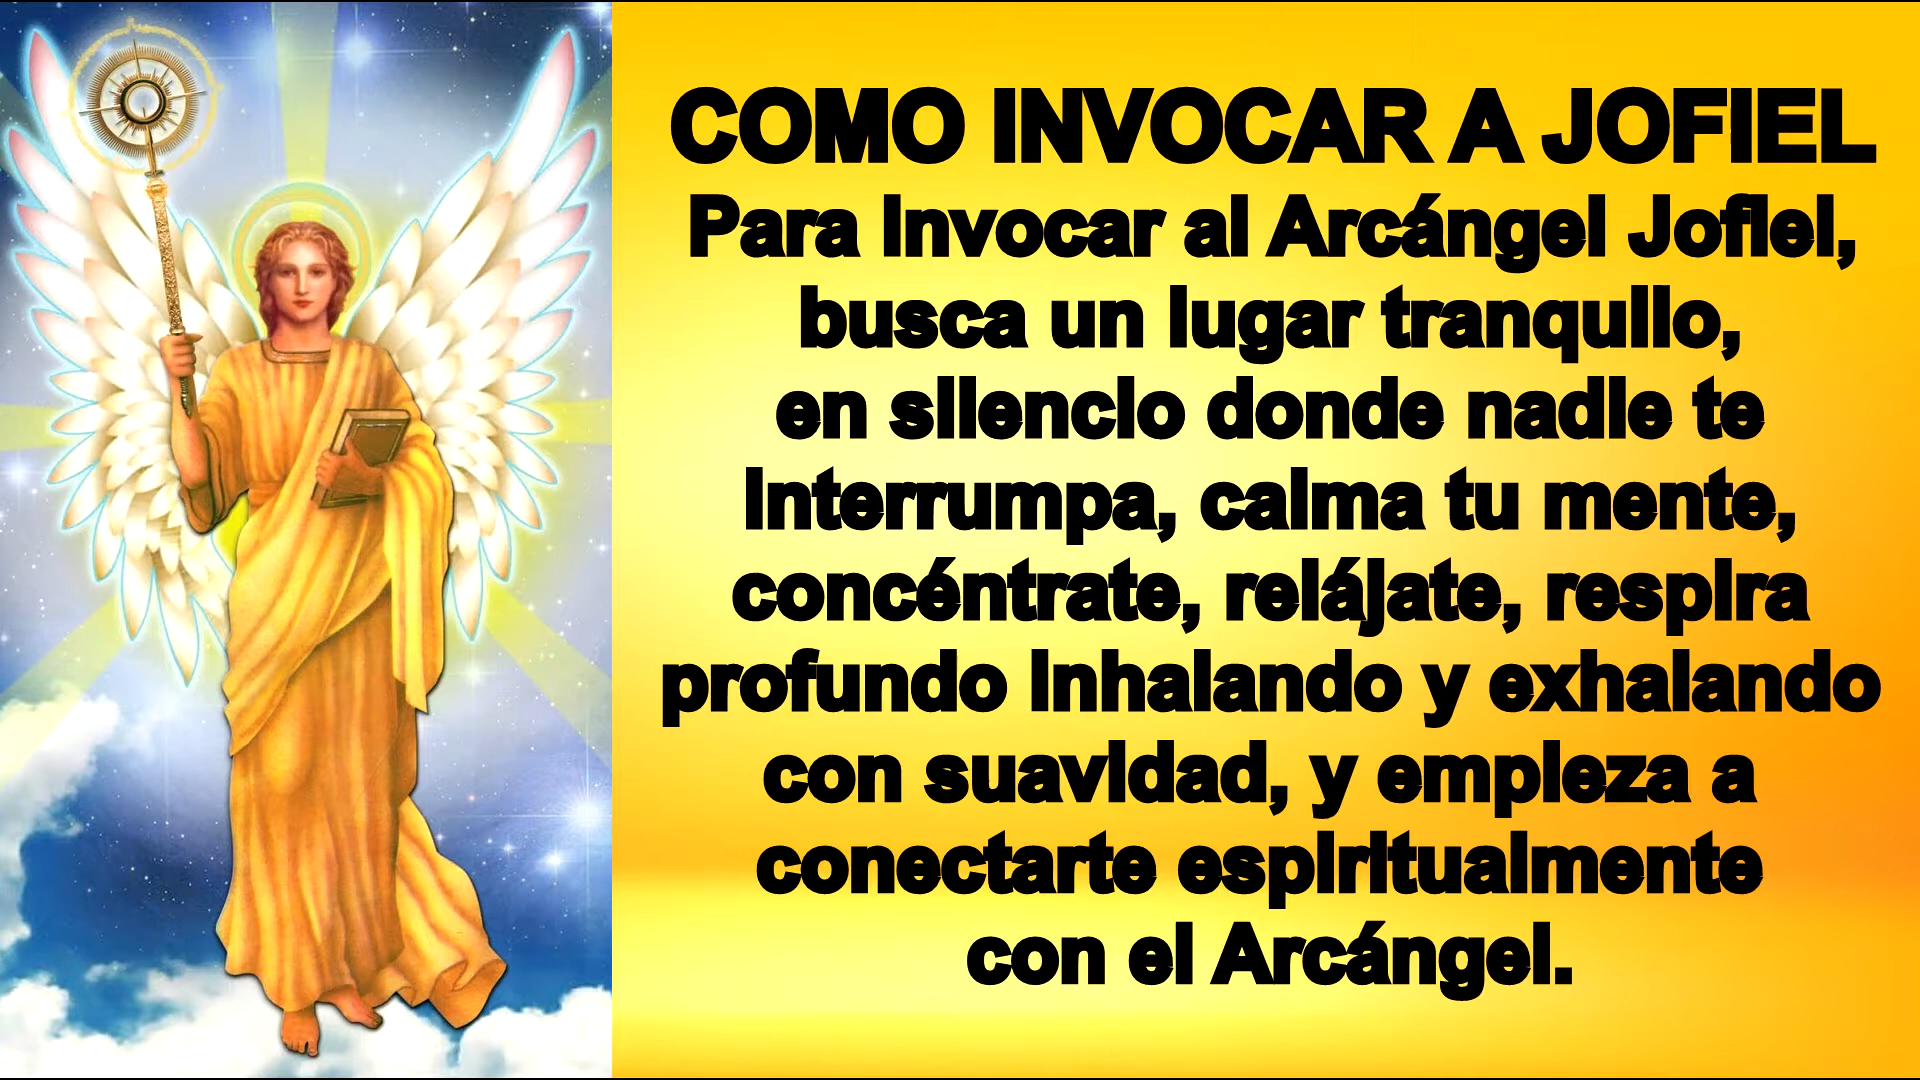 COMO INVOCAR A JOFIEL
Para invocar al Arcángel Jofiel,
busca un lugar tranquilo,
en silencio donde nadie te
interrumpa, calma tu mente,
concéntrate, relájate, respira
profundo inhalando y exhalando
con suavidad, y empieza a
conectarte espiritualmente
con el Arcángel.